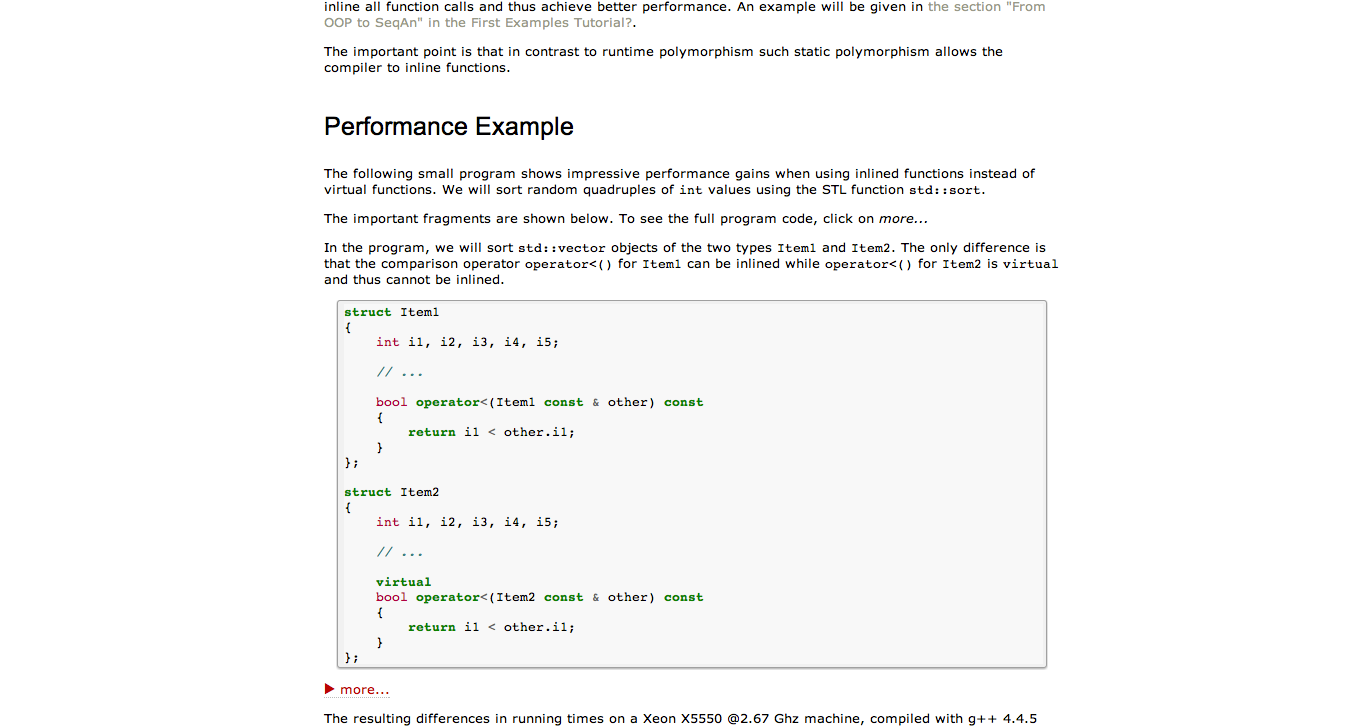 inline all function calls and thus achieve better performance. An example will be given in the section "From
OOP to SeqAn" in the First Examples Tutorial?.
The important point is that in contrast to runtime polymorphism such static polymorphism allows the
compiler to inline functions.
Performance Example
The following small program shows impressive performance gains when using inlined functions instead of
virtual functions. We will sort random quadruples of int values using the STL function std::sort.
The important fragments are shown below. To see the full program code, click on more...
In the program, we will sort std::vector objects of the two types Item1 and Item2. The only difference is
that the comparison operator operator<() for Item1 can be inlined while operator<() for Item2 is virtual
and thus cannot be inlined.
struct Item1
{
    int i1, i2, i3, i4, i5;
    // ...
    bool operator<(Item1 const & other) const
    {
        return i1 < other.i1;
    }
};
struct Item2
{
    int i1, i2, i3, i4, i5;
    // ...
    virtual
    bool operator<(Item2 const & other) const
    {
        return i1 < other.i1;
    }
};
▶ more...
The resulting differences in running times on a Xeon X5550 @2.67 Ghz machine, compiled with g++ 4.4.5